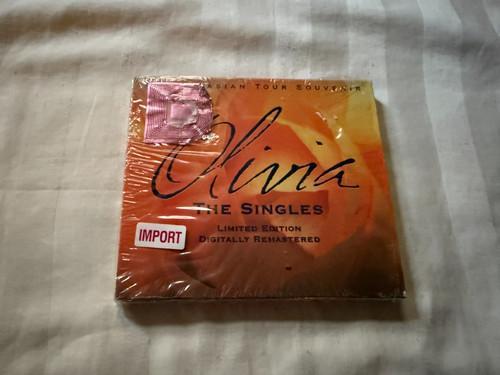 Asian Tour Souvenir
Olivia
The Singles
Limited Edition
Digitally Remastered
IMPORT